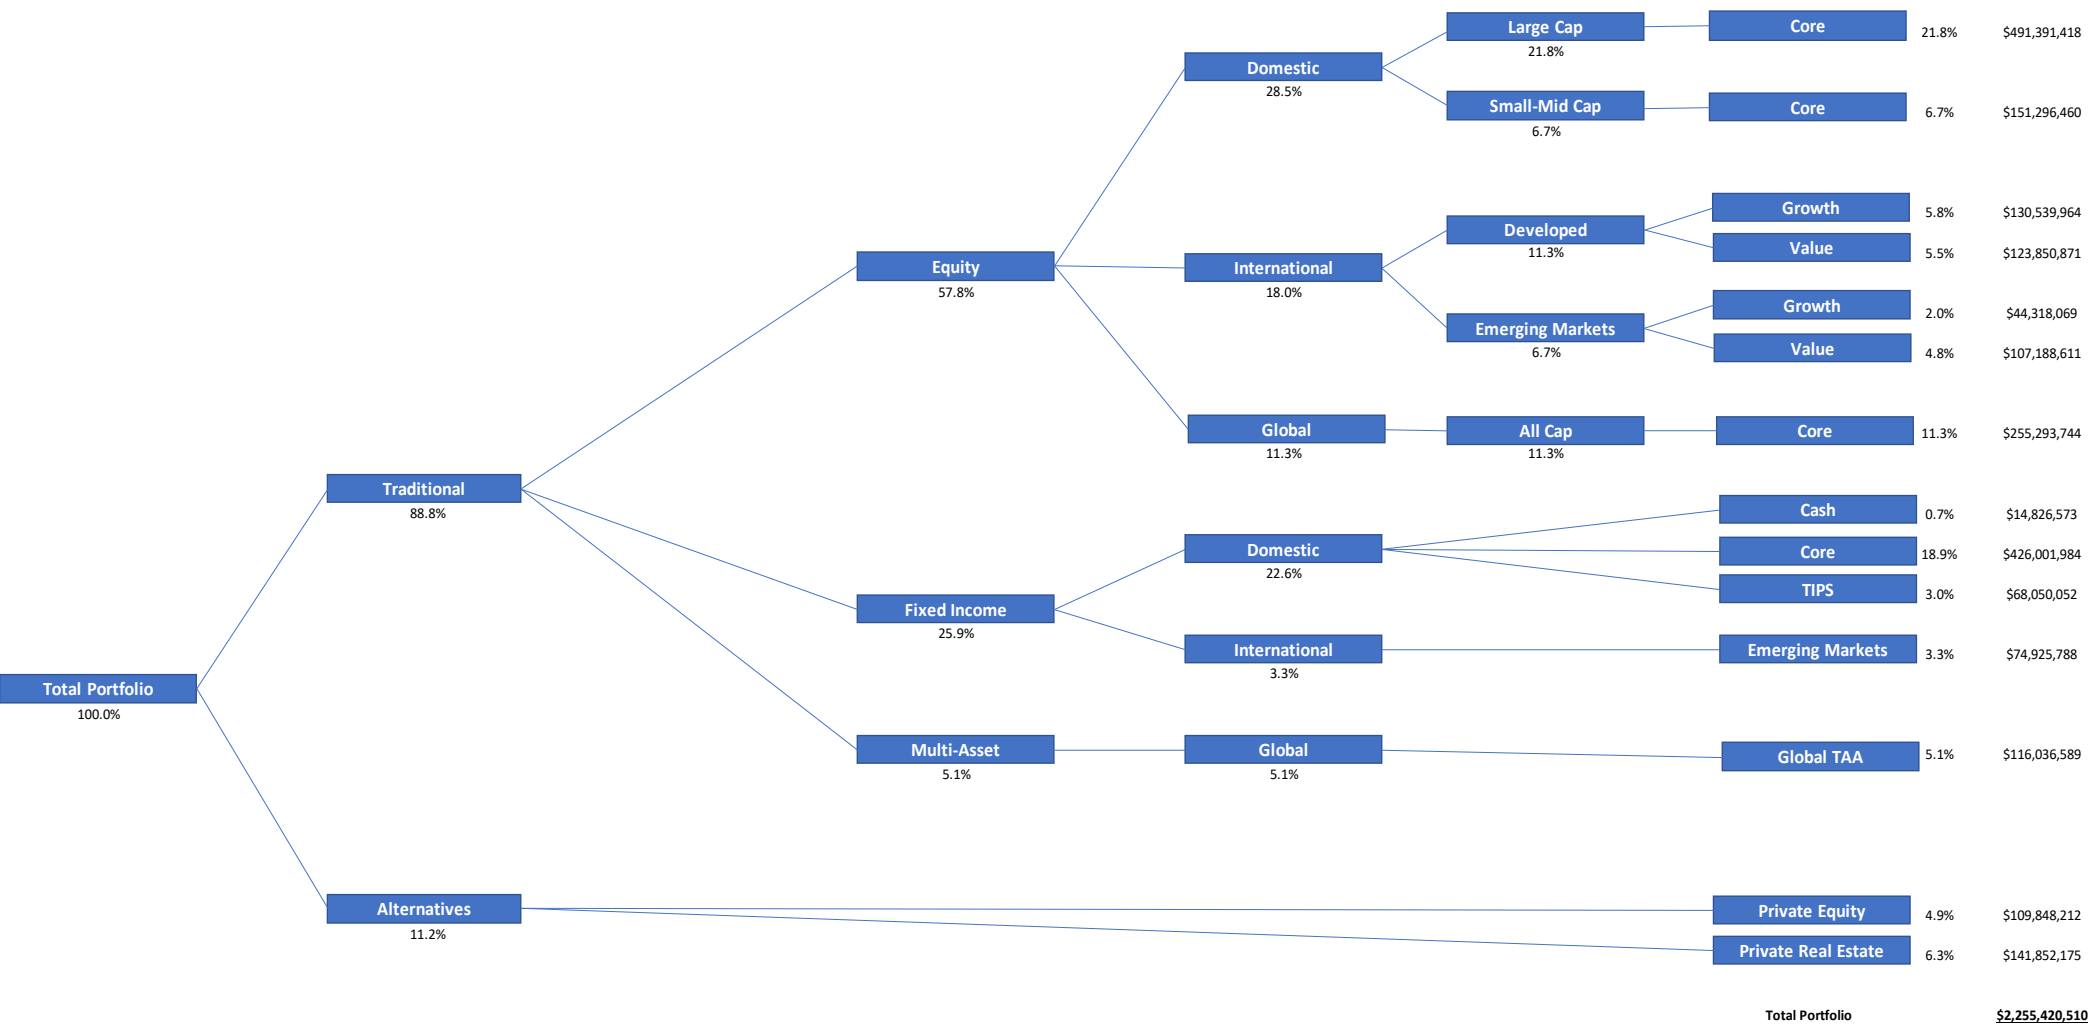 Large Cap
Core
21.8%
$491,391,418
21.8%
Domestic
28.5%
Small-Mid Cap
Core
6.7%
$151,296,460
6.7%
Growth
5.8%
$130,539,964
Developed
11.3%
Value
5.5%
$123,850,871
Equity
57.8%
International
18.0%
Growth
2.0%
$44,318,069
Emerging Markets
6.7%
Value
4.8%
$107,188,611
Global
11.3%
All Cap
11.3%
Core
11.3%
$255,293,744
Traditional
88.8%
Cash
0.7%
$14,826,573
Domestic
22.6%
Core
18.9%
$426,001,984
TIPS
3.0%
$68,050,052
Fixed Income
25.9%
International
3.3%
Emerging Markets
3.3%
$74,925,788
Total Portfolio
100.0%
Multi-Asset
5.1%
Global
5.1%
Global TAA
5.1%
$116,036,589
Alternatives
11.2%
Private Equity
4.9%
$109,848,212
Private Real Estate
6.3%
$141,852,175
Total Portfolio
$2,255,420,510